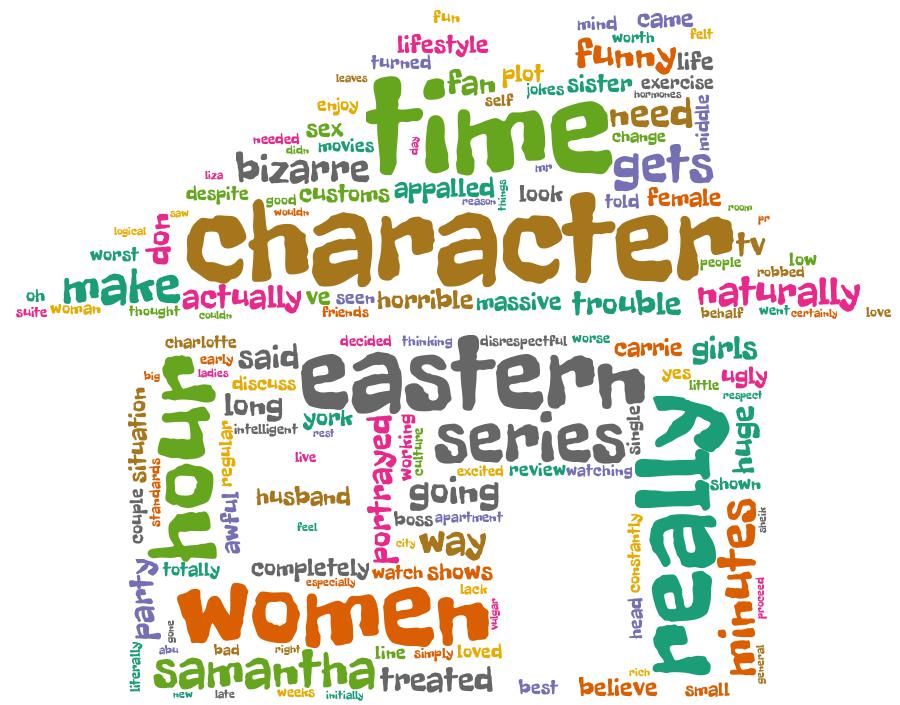 fun
mind came
lifestyle worth felt
turned funny life
leaves fan plot jokes sister exercise
time self hormones
enjoy need middle
sex change
needed movies day
didn bizarre mr gets
liza
despite good customs appalled reason things look told female
saw wouldn character room pr
logical don tv
worst people low
robbed
oh make actually ve seen horrible massive trouble naturally
suite woman thought couldn friends behalf went certainly love
charlotte decided thinking disrespectful worse carrie girls
early said eastern
big ladies discuss yes little ugly
hour long york respect
situation regular intelligent rest portrayed working culture series single really huge
live excited review watching
couple standards husband going shown
awful feel boss apartment minutes sheik
city way constantly
totally completely watch shows
especially
party women lack vulgar head proceed
gone
literally abu bad right line simply loved general
samantha treated rich
new late weeks initially best believe small